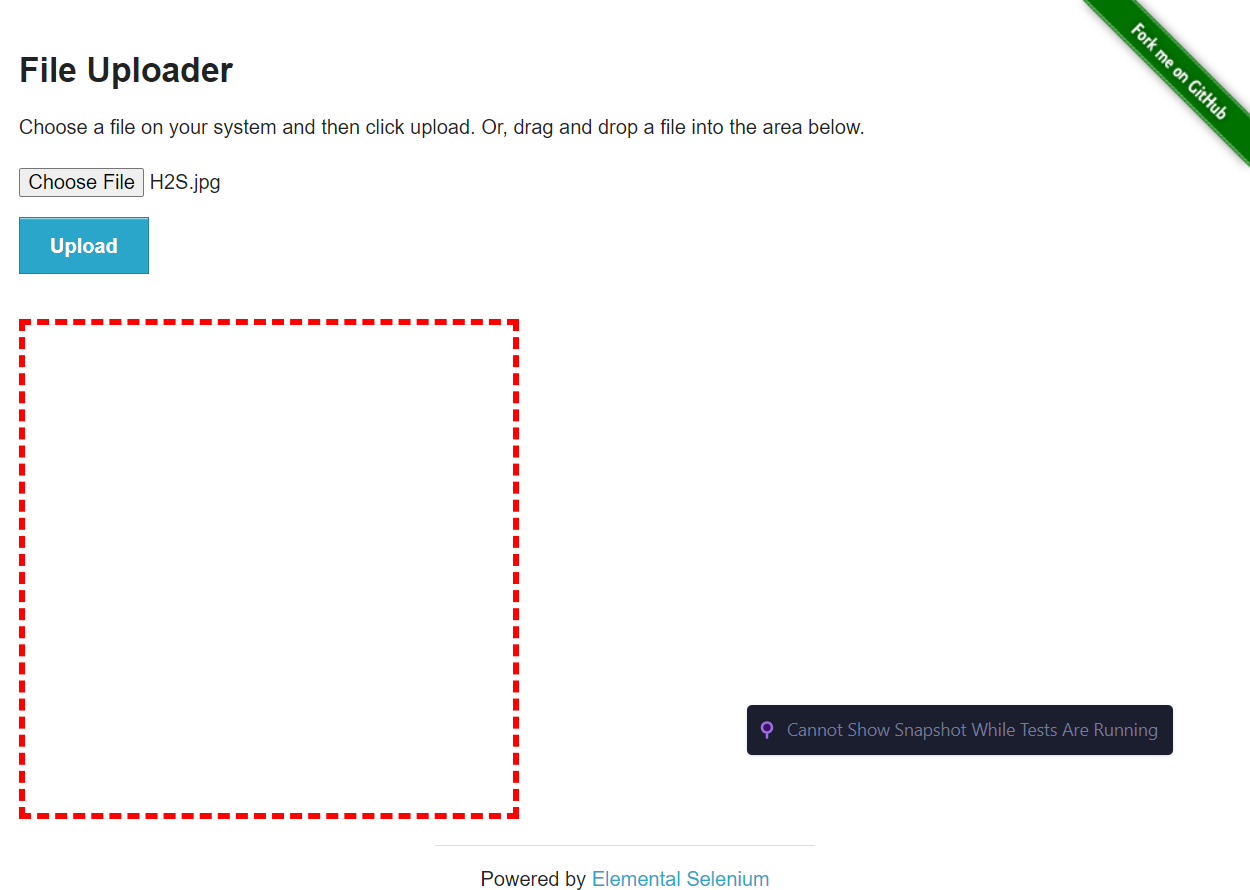 Fork me on GitHub
File Uploader
Choose a file on your system and then click upload. Or, drag and drop a file into the area below.
Choose File H2S.jpg
Upload
Cannot Show Snapshot While Tests Are Running
Powered by Elemental Selenium